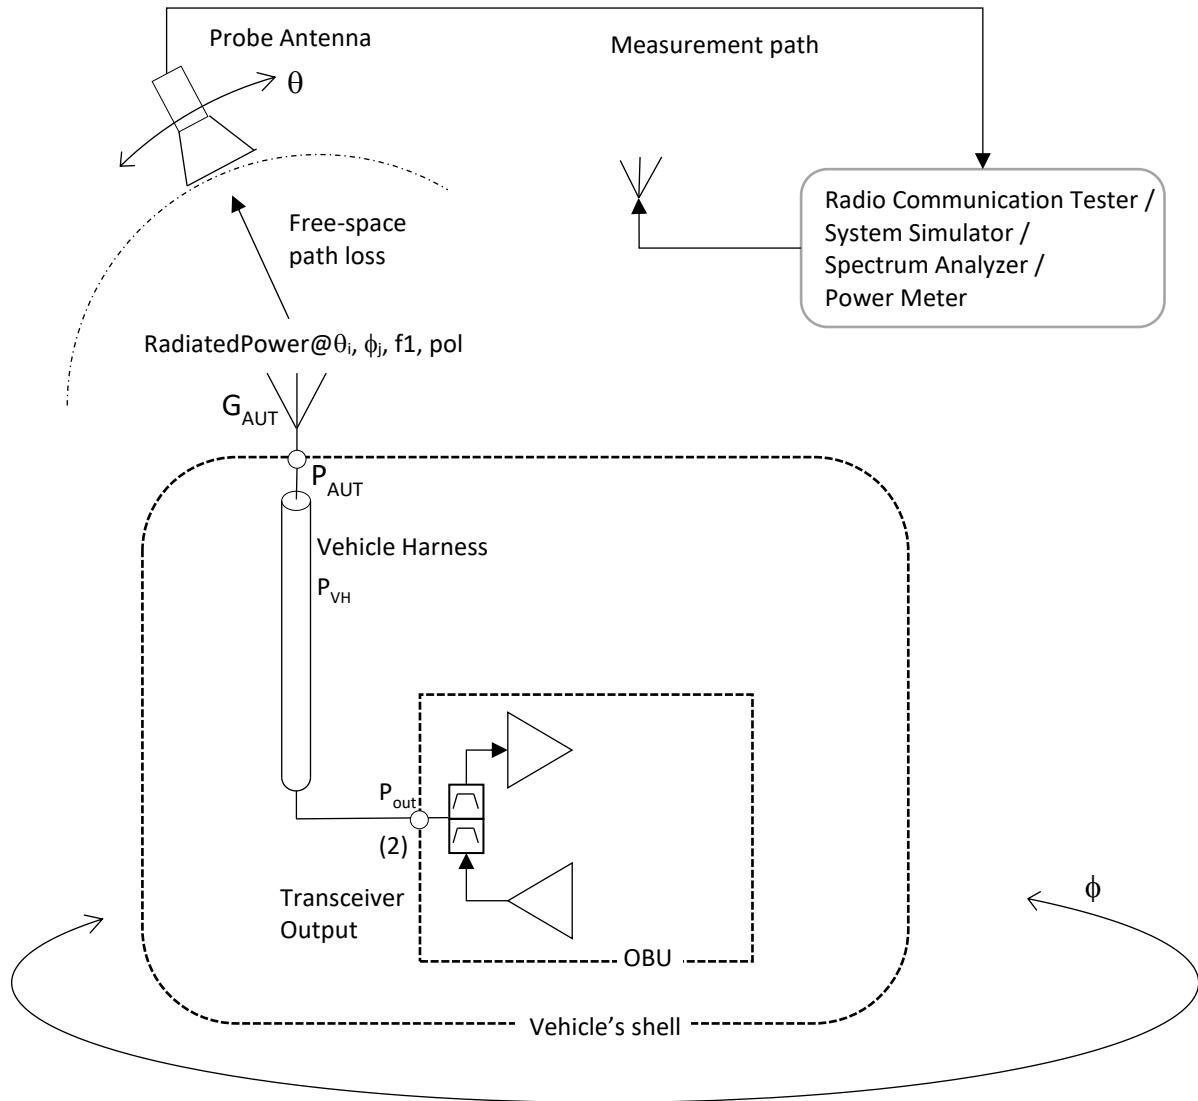 Probe Antenna
Measurement path
θ
Radio Communication Tester /
System Simulator /
Spectrum Analyzer /
Power Meter
Free-space
path loss
RadiatedPower@θi, ϕj, f1, pol
GAUT
PAUT
Vehicle Harness
PVH
Pout
(2)
Transceiver
Output
ϕ
OBU
Vehicle’s shell